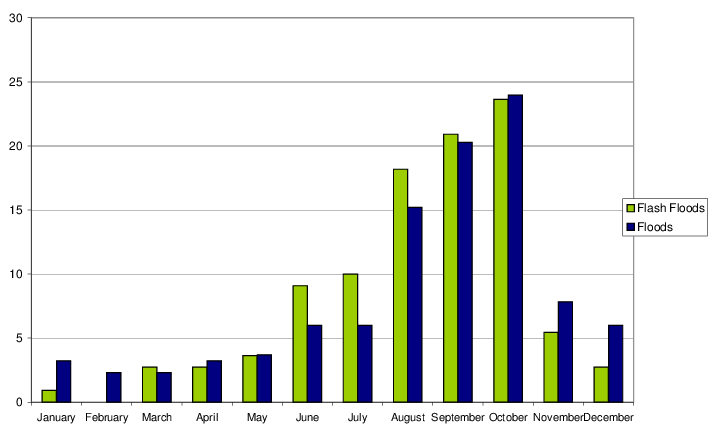 30
25
20
15
10
5
0
January February March April May June July August September October November December
Flash Floods
Floods